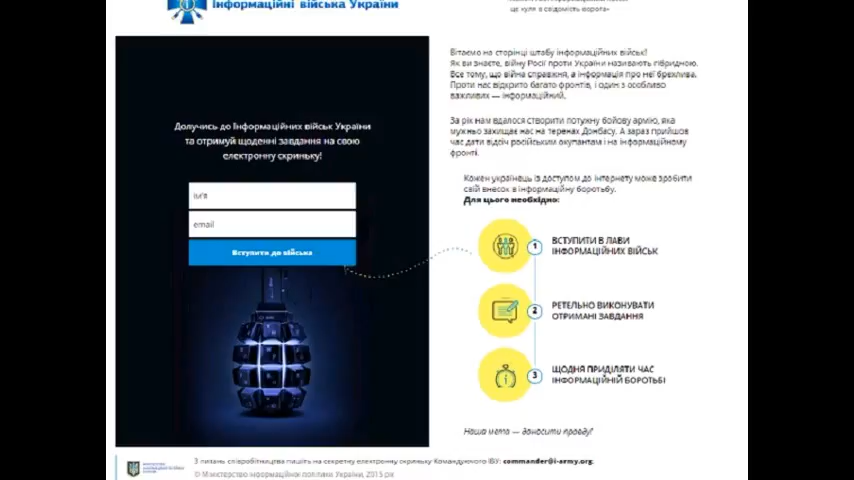 Інформаційні війська України
це куля в свідомість ворога»
Долучись до Інформаційних військ України
та отримуй щоденні завдання на свою
електронну скриньку!
ім'я
email
Вступити до війська
Вітаємо на сторінці штабу інформаційних військ!
Як ви знаєте, війну Росії проти України називають гібридною.
Все тому, що війна справжня, а інформація про неї брехлива.
Проти нас відкрито багато фронтів, і один з особливо
важливих — інформаційний.
За рік нам вдалося створити потужну бойову армію, яка
мужньо захищає нас на теренах Донбасу. А зараз прийшов
час дати відсіч російським окупантам і на інформаційному
фронті.
Кожен українець із доступом до інтернету може зробити
свій внесок в інформаційну боротьбу.
Для цього необхідно:
1
ВСТУПИТИ В ЛАВИ
ІНФОРМАЦІЙНИХ ВІЙСЬК
2
РЕТЕЛЬНО ВИКОНУВАТИ
ОТРИМАНІ ЗАВДАННЯ
3
ЩОДНЯ ПРИДІЛЯТИ ЧАС
ІНФОРМАЦІЙНІЙ БОРОТЬБІ
Наша мета — доносити правду!
З питань співробітництва пишіть на секретну електронну скриньку Командуючого ІВУ: commander@i-army.org.
© Міністерство інформаційної політики України, 2015 рік